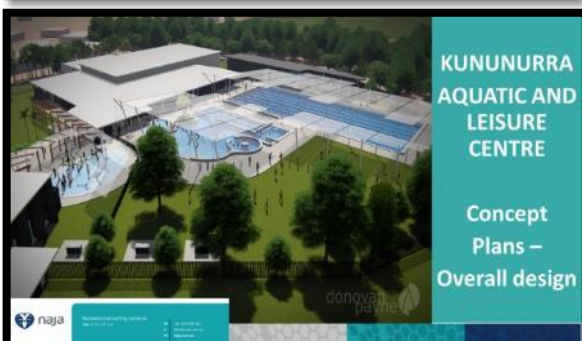 KUNUNURRA
AQUATIC AND
LEISURE
CENTRE
Concept
Plans –
Overall design
donovan
payne
naja